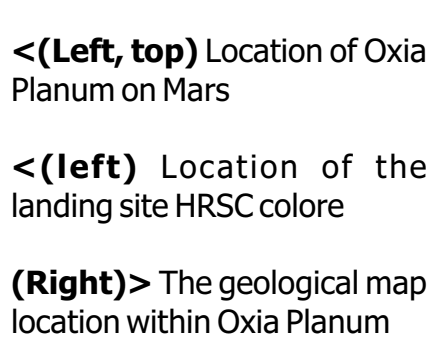 <(Left, top) Location of Oxia
Planum on Mars
<(left) Location of the
landing site HRSC colore
(Right)> The geological map
location within Oxia Planum